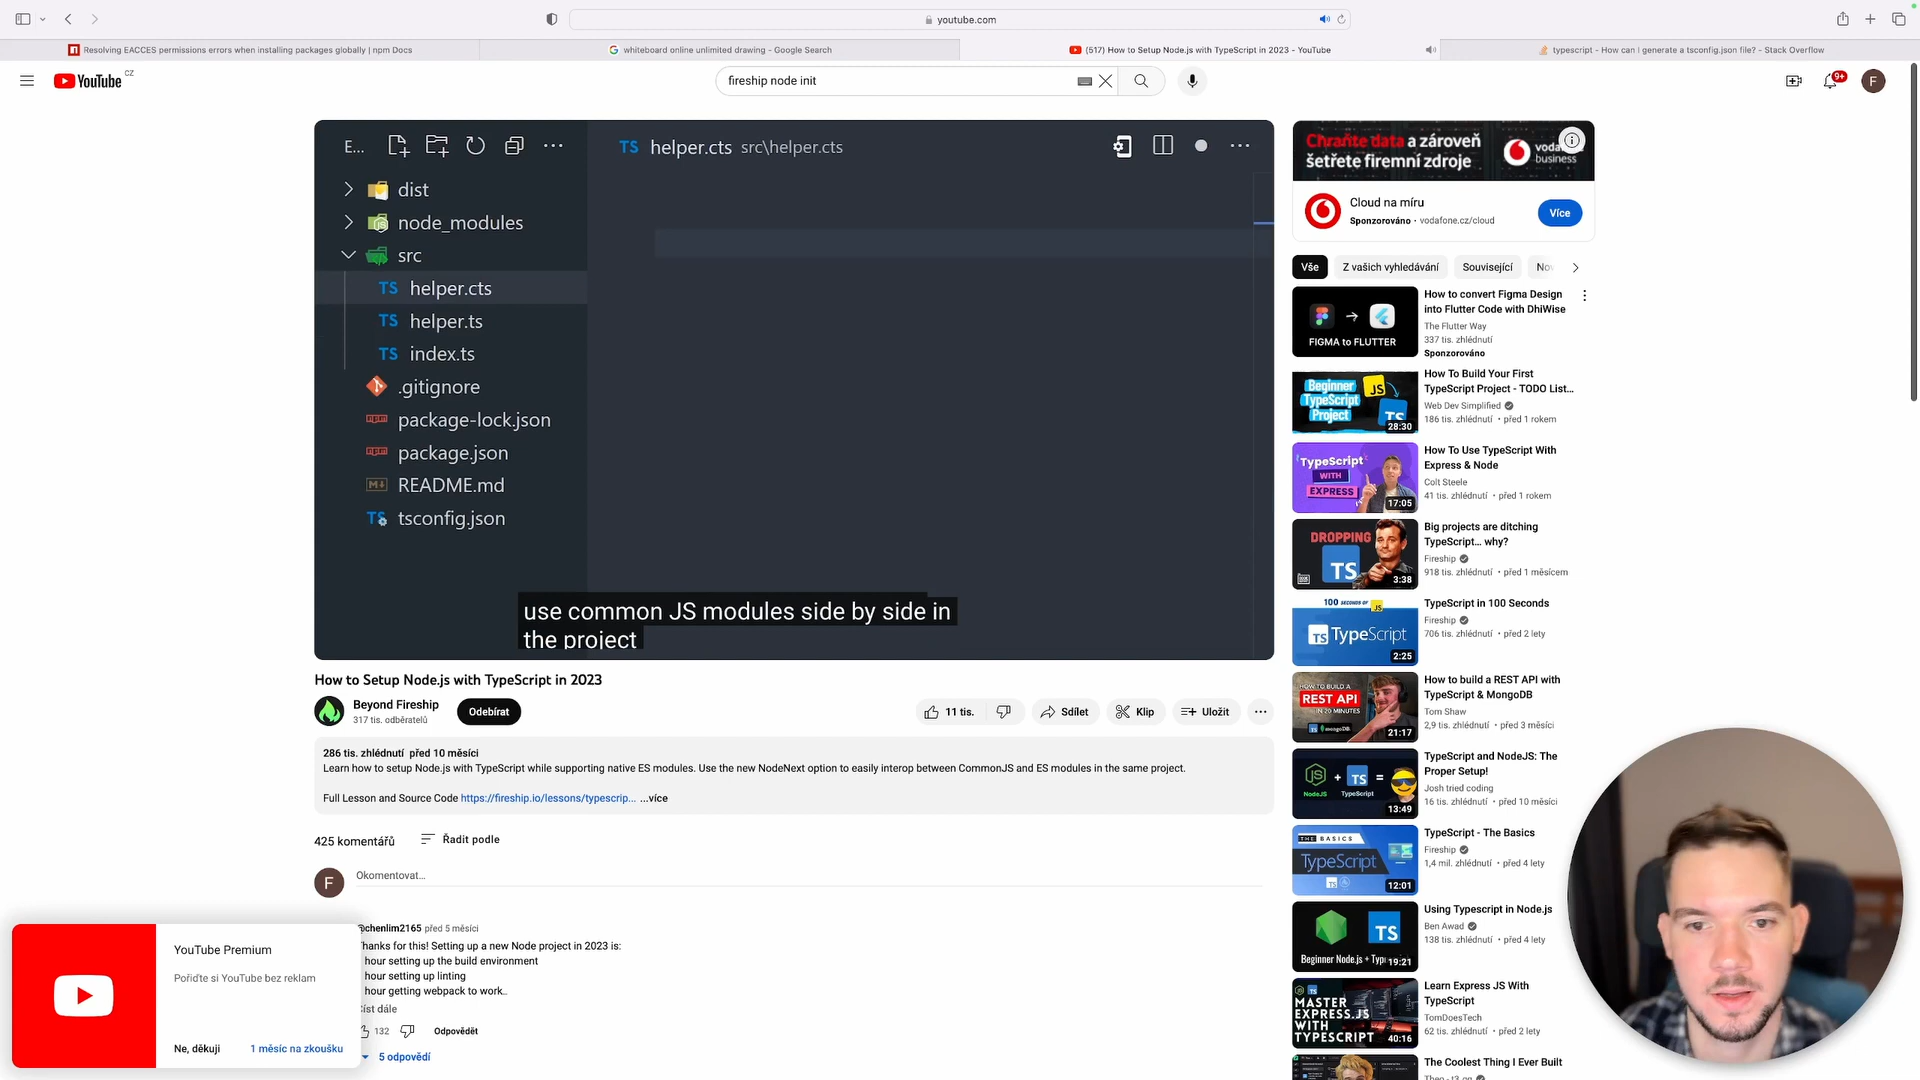 youtube.com
Resolving EACCES permissions errors when installing packages globally | npm Docs
whiteboard online unlimited drawing - Google Search
(517) How to Setup Node.js with TypeScript in 2023 - YouTube
typescript - How can i generate a tsconfig.json file? - Stack Overflow
YouTube CZ
fireship node init
9+
F
E...
TS helper.cts src\helper.cts
dist
node_modules
src
TS helper.cts
TS helper.ts
TS index.ts
.gitignore
package-lock.json
package.json
README.md
TS tsconfig.json
use common JS modules side by side in
the project
How to Setup Node.js with TypeScript in 2023
Beyond Fireship
317 tis. odběratelů
Odebírat
11 tis.
Sdílet
Klip
Uložit
286 tis. zhlédnutí před 10 měsíci
Learn how to setup Node.js with TypeScript while supporting native ES modules. Use the new NodeNext option to easily interop between CommonJS and ES modules in the same project.
Full Lesson and Source Code https://fireship.io/lessons/typescrip... ...více
425 komentářů
Řadit podle
F
Okomentovat...
@chenlim2165 před 5 měsíci
Thanks for this! Setting up a new Node project in 2023 is:
hour setting up the build environment
hour setting up linting
hour getting webpack to work..
Číst dále
132
Odpovědět
5 odpovědí
YouTube Premium
Pořiďte si YouTube bez reklam
Ne, děkuji
1 měsíc na zkoušku
Chraňte data a zároveň
šetřete firemní zdroje
business
Cloud na míru
Sponzorováno · vodafone.cz/cloud
Více
Vše
Z vašich vyhledávání
Související
FIGMA to FLUTTER
How to convert Figma Design
into Flutter Code with DhiWise
The Flutter Way
337 tis. zhlédnutí
Sponzorováno
Beginner
TypeScript
Project
JS
TS
28:30
How To Build Your First
TypeScript Project - TODO List...
Web Dev Simplified
186 tis. zhlédnutí • před 1 rokem
TypeScript
WITH
EXPRESS
17:05
How To Use TypeScript With
Express & Node
Colt Steele
41 tis. zhlédnutí • před 1 rokem
DROPPING
TS
3:38
Big projects are ditching
TypeScript... why?
Fireship
918 tis. zhlédnutí • před 1 měsícem
100 SECONDS OF JS
TS TypeScript
2:25
TypeScript in 100 Seconds
Fireship
706 tis. zhlédnutí • před 2 lety
HOW TO BUILD A
REST API
IN 20 MINUTES
mongoDB
21:17
How to build a REST API with
TypeScript & MongoDB
Tom Shaw
2,9 tis. zhlédnutí • před 3 měsíci
TS
NodeJS
TypeScript
13:49
TypeScript and NodeJS: The
Proper Setup!
Josh tried coding
16 tis. zhlédnutí • před 10 měsíci
THE BASICS
TypeScript
TS
12:01
TypeScript - The Basics
Fireship
1,4 mil. zhlédnutí • před 4 lety
TS
Beginner Node.js + Typ
19:21
Using Typescript in Node.js
Ben Awad
138 tis. zhlédnutí • před 4 lety
MASTER
EXPRESS.JS
WITH
TYPESCRIPT
40:16
Learn Express JS With
TypeScript
TomDoesTech
62 tis. zhlédnutí • před 2 lety
The Coolest Thing I Ever Built